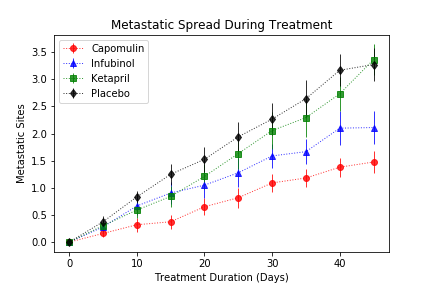 Metastatic Spread During Treatment
Capomulin
Infubinol
Ketapril
Placebo
Metastatic Sites
3.5
3.0
2.5
2.0
1.5
1.0
0.5
0.0
0
10
20
30
40
Treatment Duration (Days)